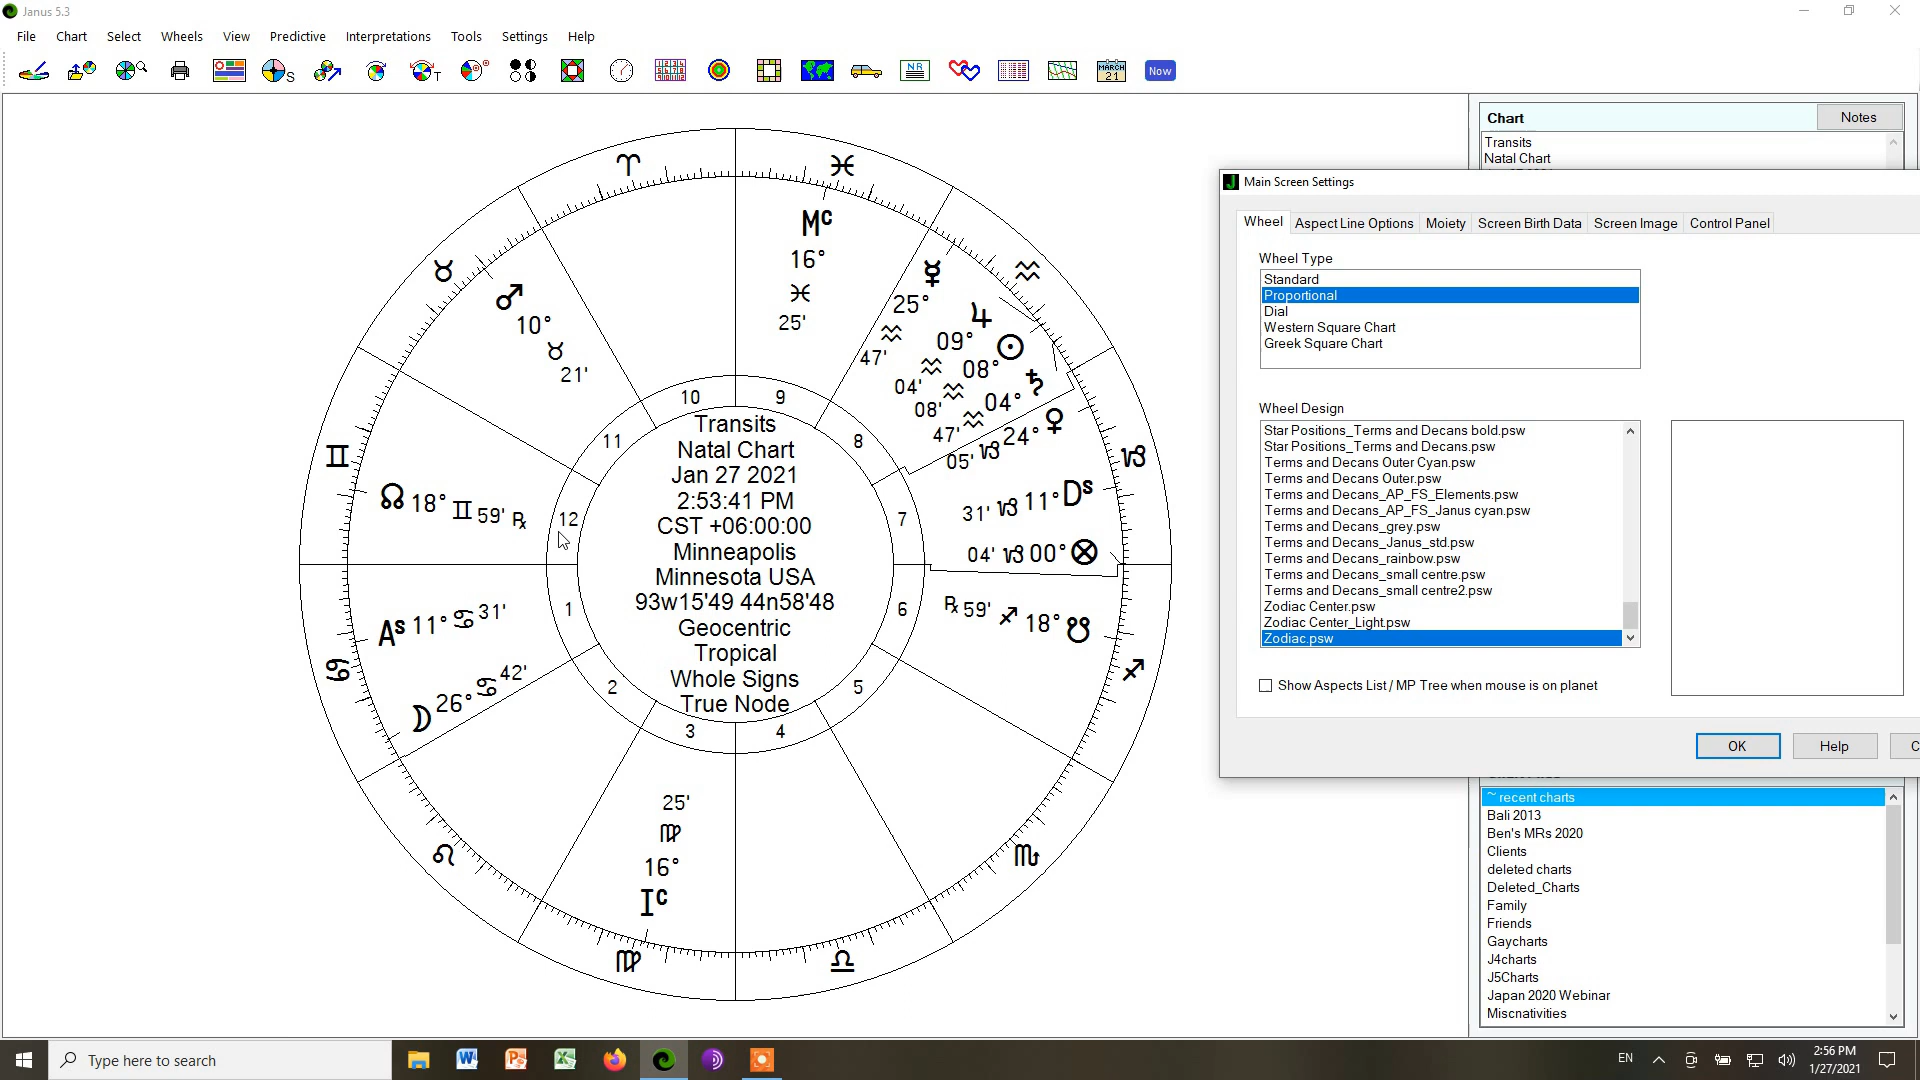 Janus 5.3
File Chart Select Wheels View Predictive Interpretations Tools Settings Help
S T NR MARCH 21 Now
Chart Notes
Transits
Natal Chart
Main Screen Settings
Wheel Aspect Line Options Moiety Screen Birth Data Screen Image Control Panel
Wheel Type
Standard
Proportional
Dial
Western Square Chart
Greek Square Chart
Wheel Design
Star Positions_Terms and Decans bold.psw
Star Positions_Terms and Decans.psw
Terms and Decans Outer Cyan.psw
Terms and Decans Outer.psw
Terms and Decans_AP_FS_Elements.psw
Terms and Decans_AP_FS_Janus cyan.psw
Terms and Decans_grey.psw
Terms and Decans_Janus_std.psw
Terms and Decans_rainbow.psw
Terms and Decans_small centre.psw
Terms and Decans_small centre2.psw
Zodiac Center.psw
Zodiac Center_Light.psw
Zodiac.psw
Show Aspects List / MP Tree when mouse is on planet
OK Help C
♈ ♓
♉ ♒
♊ ♑
♋ ♐
♌ ♏
♍ ♎
Mc 16° ♓ 25'
☿ 25° ♒ 47'
♃ 09° ♒ 04'
☉ 08° ♒ 08'
♄ 04° ♒ 47'
♀ 24° ♑ 05'
Ds 11° ♑ 31'
⊗ 00° ♑ 04'
☋ 18° ♐ 59' ℞
♂ 10° ♉ 21'
☊ 18° ♊ 59' ℞
As 11° ♋ 31'
☽ 26° ♋ 42'
25' ♍ 16° Ic
10 9
11 8
12 7
1 6
2 5
3 4
Transits
Natal Chart
Jan 27 2021
2:53:41 PM
CST +06:00:00
Minneapolis
Minnesota USA
93w15'49 44n58'48
Geocentric
Tropical
Whole Signs
True Node
~ recent charts
Bali 2013
Ben's MRs 2020
Clients
deleted charts
Deleted_Charts
Family
Friends
Gaycharts
J4charts
J5Charts
Japan 2020 Webinar
Miscnativities
Type here to search
EN
2:56 PM
1/27/2021